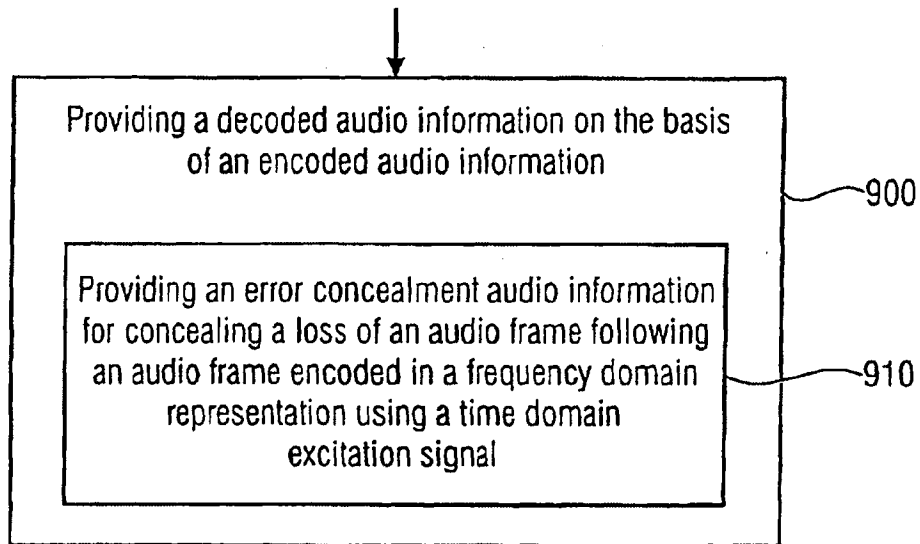 Providing a decoded audio information on the basis
of an encoded audio information
900
Providing an error concealment audio information
for concealing a loss of an audio frame following
an audio frame encoded in a frequency domain
representation using a time domain
excitation signal
910